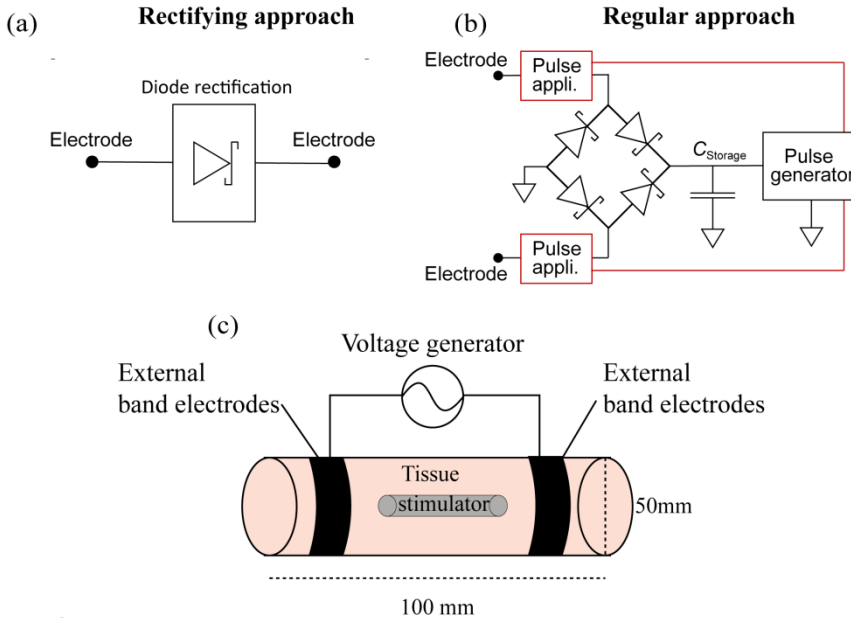 (a)
Rectifying approach
Diode rectification
Electrode
Electrode
(b)
Regular approach
Electrode
Pulse
appli.
CStorage
Pulse
generator
Pulse
appli.
Electrode
(c)
Voltage generator
External
band electrodes
External
band electrodes
Tissue
stimulator
50mm
100 mm